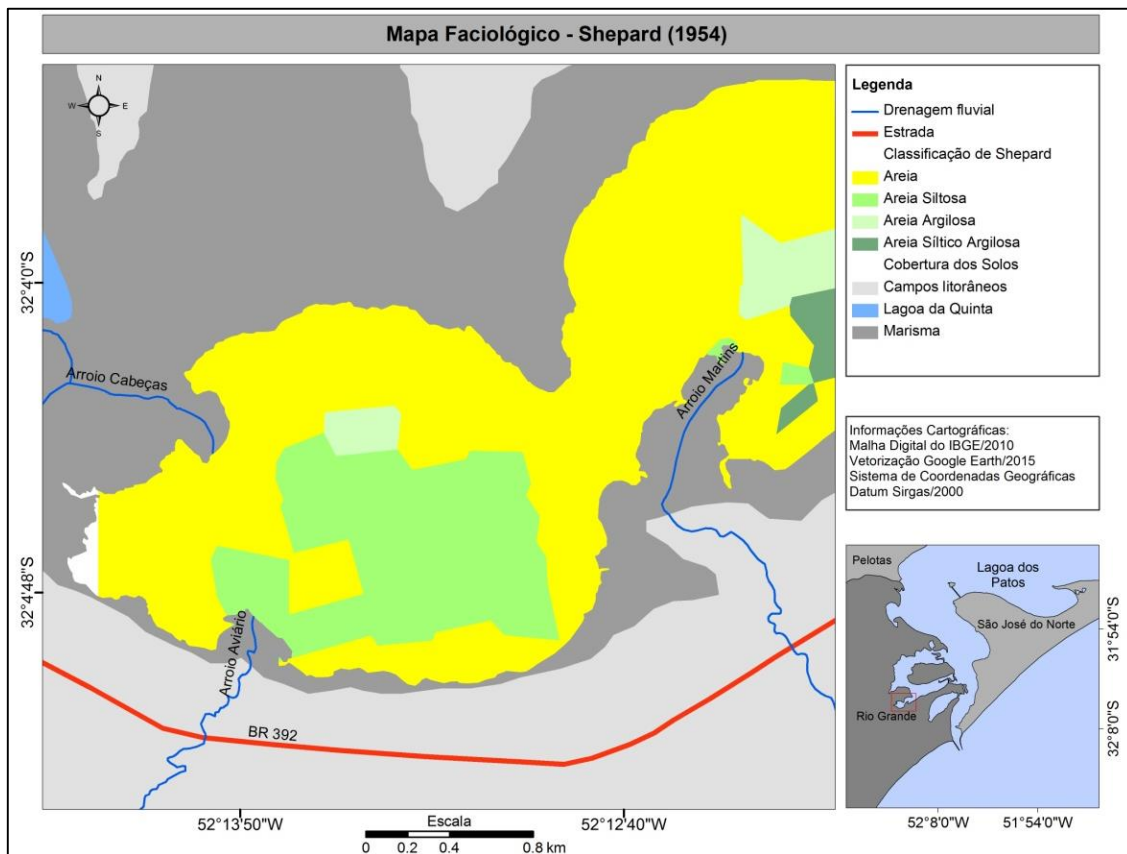 Mapa Faciológico - Shepard (1954)
N
W
E
S
32°4'0"S
32°4'48"S
Arroio Cabeças
Arroio Martins
Arroio Aviário
BR 392
52°13'50"W
52°12'40"W
Escala
0 0.2 0.4 0.8 km
Legenda
Drenagem fluvial
Estrada
Classificação de Shepard
Areia
Areia Siltosa
Areia Argilosa
Areia Síltico Argilosa
Cobertura dos Solos
Campos litorâneos
Lagoa da Quinta
Marisma
Informações Cartográficas:
Malha Digital do IBGE/2010
Vetorização Google Earth/2015
Sistema de Coordenadas Geográficas
Datum Sirgas/2000
Pelotas
Lagoa dos
Patos
São José do Norte
Rio Grande
31°54'0"S
32°8'0"S
52°8'0"W
51°54'0"W